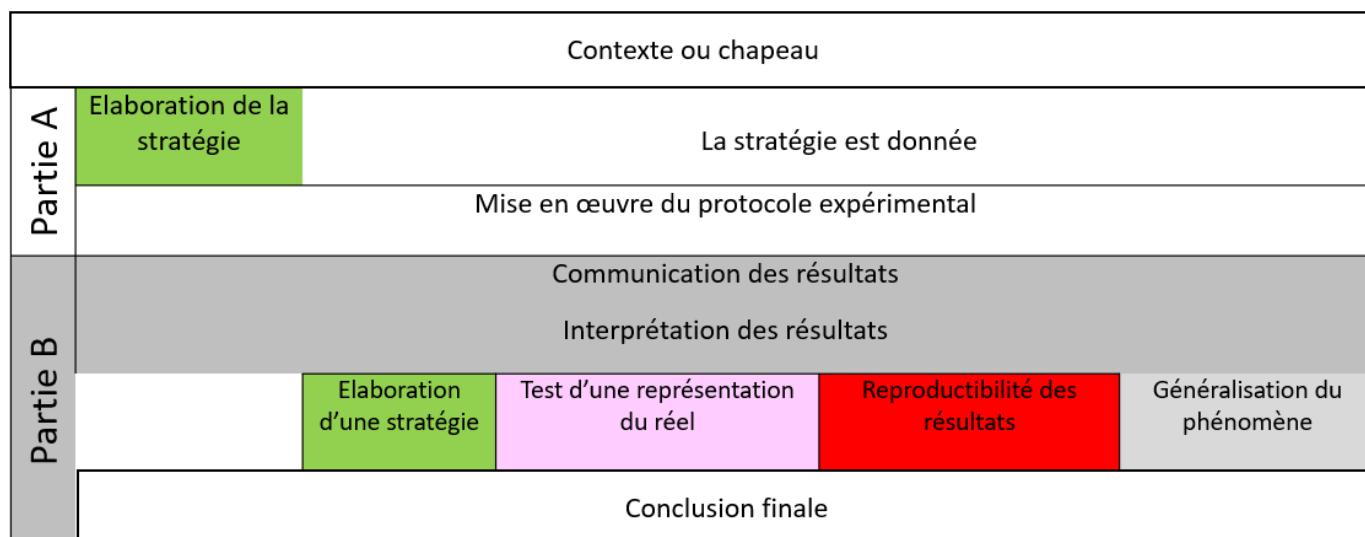 Contexte ou chapeau
Partie A
Elaboration de la
stratégie
La stratégie est donnée
Mise en œuvre du protocole expérimental
Partie B
Communication des résultats
Interprétation des résultats
Elaboration
d’une stratégie
Test d’une représentation
du réel
Reproductibilité des
résultats
Généralisation du
phénomène
Conclusion finale